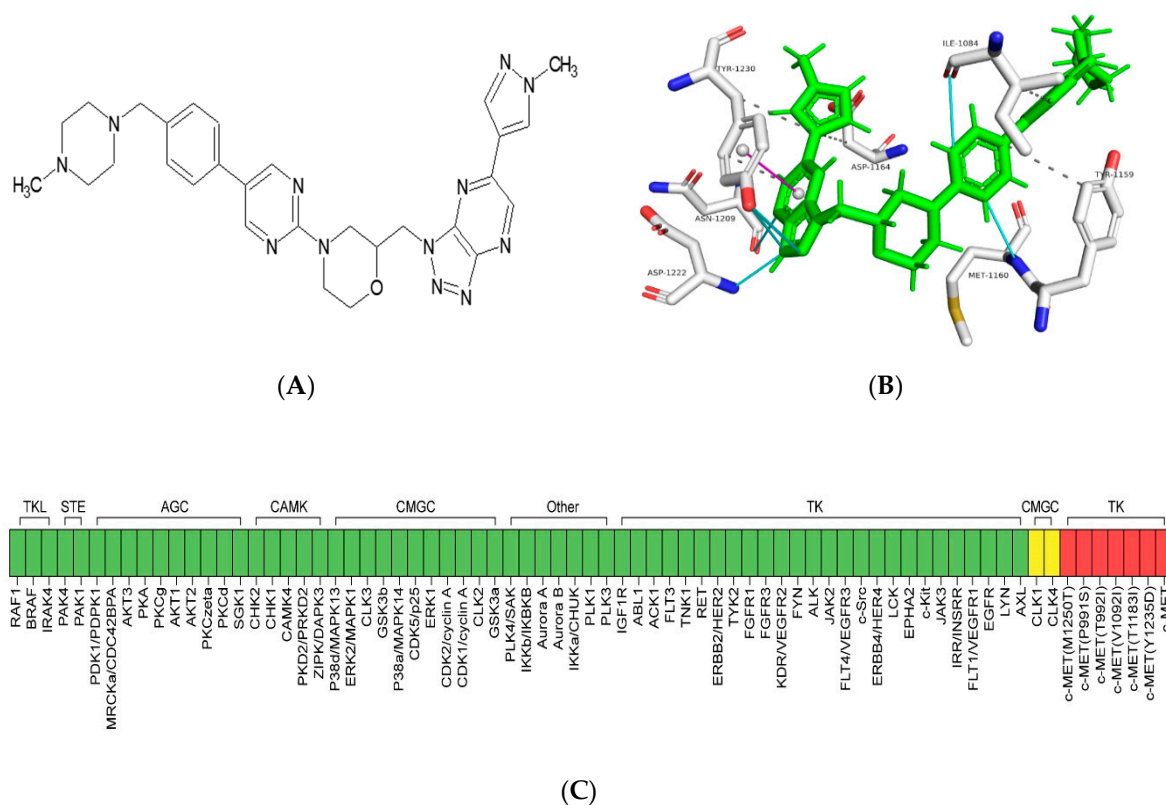 N
N
CH₃
N
N
CH₃
N
N
N
N
N
N
N
N
N
N
O
(A)
TYR-1230
ILE-1084
ASP-1164
TYR-1159
ASN-1209
ASP-1222
MET-1160
(B)
TKL
STE
AGC
CAMK
CMGC
Other
TK
CMGC
TK
RAF1
BRAF
IRAK4
PAK4
PAK1
PDK1/PDPK1
MRCKa/CDC42BPA
AKT3
PKA
PKCg
AKT1
AKT2
PKCzeta
PKCd
SGK1
CHK2
CHK1
CAMK4
PKD2/PRKD2
ZIPK/DAPK3
P38d/MAPK13
ERK2/MAPK1
CLK3
GSK3b
P38a/MAPK14
CDK5/p25
ERK1
CDK2/cyclin A
CDK1/cyclin A
CLK2
GSK3a
PLK4/SAK
IKKb/IKBKB
Aurora A
Aurora B
IKKa/CHUK
PLK1
PLK3
IGF1R
ABL1
ACK1
FLT3
TNK1
RET
ERBB2/HER2
TYK2
FGFR1
FGFR3
KDR/VEGFR2
FYN
ALK
JAK2
FLT4/VEGFR3
c-Src
ERBB4/HER4
LCK
EPHA2
c-Kit
JAK3
IRR/INSRR
FLT1/VEGFR1
EGFR
LYN
AXL
CLK1
CLK4
c-MET(M1250T)
c-MET(P991S)
c-MET(T992I)
c-MET(V1092I)
c-MET(T1183I)
c-MET(Y1235D)
c-MET
(C)